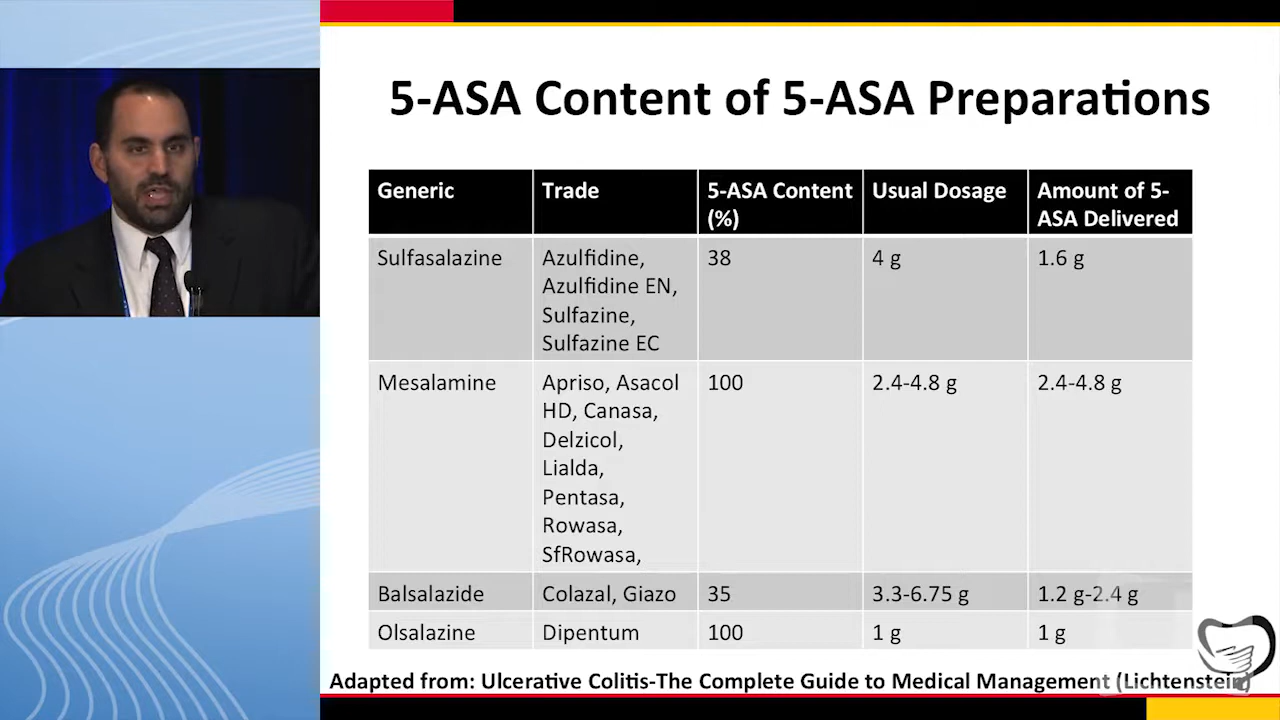 5-ASA Content of 5-ASA Preparations
Generic
Trade
5-ASA Content
(%)
Usual Dosage
Amount of 5-
ASA Delivered
Sulfasalazine
Azulfidine,
Azulfidine EN,
Sulfazine,
Sulfazine EC
38
4 g
1.6 g
Mesalamine
Apriso, Asacol
HD, Canasa,
Delzicol,
Lialda,
Pentasa,
Rowasa,
SfRowasa,
100
2.4-4.8 g
2.4-4.8 g
Balsalazide
Colazal, Giazo
35
3.3-6.75 g
1.2 g-2.4 g
Olsalazine
Dipentum
100
1 g
1 g
Adapted from: Ulcerative Colitis-The Complete Guide to Medical Management (Lichtenstein)